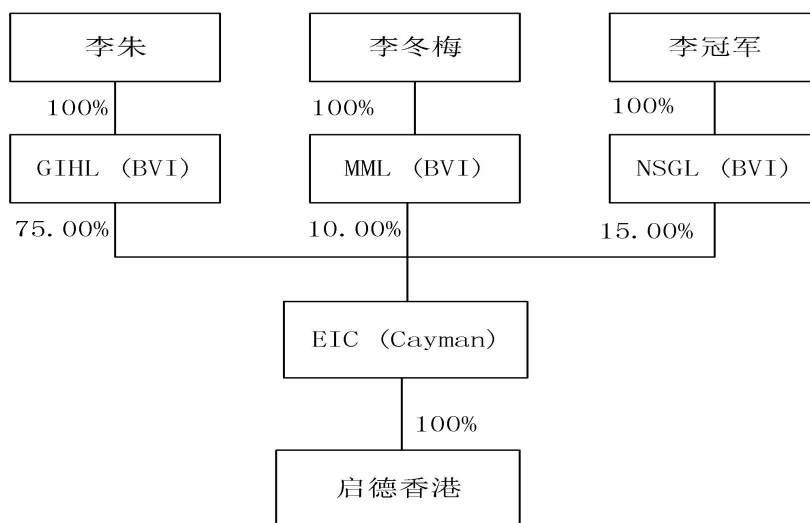 李朱
李冬梅
李冠军
100%
100%
100%
GIHL (BVI)
MML (BVI)
NSGL (BVI)
75.00%
10.00%
15.00%
EIC (Cayman)
100%
启德香港